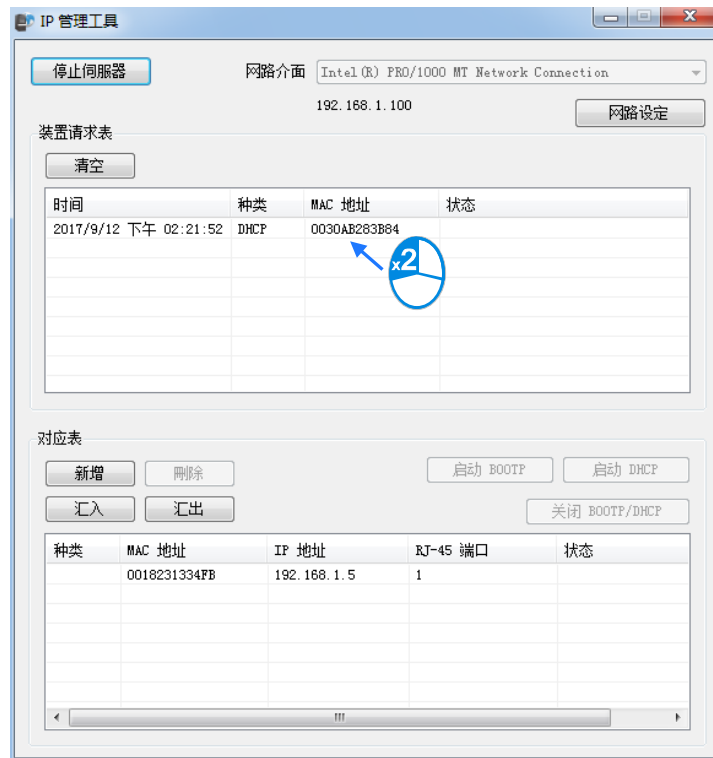 IP 管理工具
停止伺服器 网路介面 Intel(R) PRO/1000 MT Network Connection
192.168.1.100 网路设定
装置请求表
清空
时间 种类 MAC 地址 状态
2017/9/12 下午 02:21:52 DHCP 0030AB283B84
x2
对应表
新增 刪除 启动 BOOTP 启动 DHCP
汇入 汇出 关闭 BOOTP/DHCP
种类 MAC 地址 IP 地址 RJ-45 端口 状态
0018231334FB 192.168.1.5 1